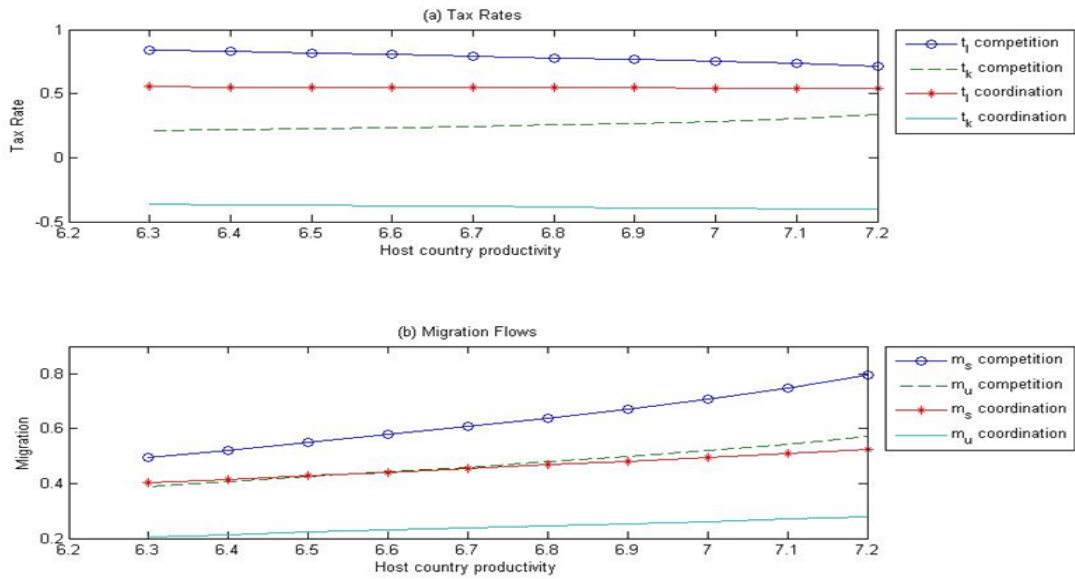 (a) Tax Rates
1
0.5
0
-0.5
Tax Rate
6.2 6.3 6.4 6.5 6.6 6.7 6.8 6.9 7 7.1 7.2
Host country productivity
t_l competition
t_k competition
t_l coordination
t_k coordination
(b) Migration Flows
0.8
0.6
0.4
0.2
Migration
6.2 6.3 6.4 6.5 6.6 6.7 6.8 6.9 7 7.1 7.2
Host country productivity
m_s competition
m_u competition
m_s coordination
m_u coordination